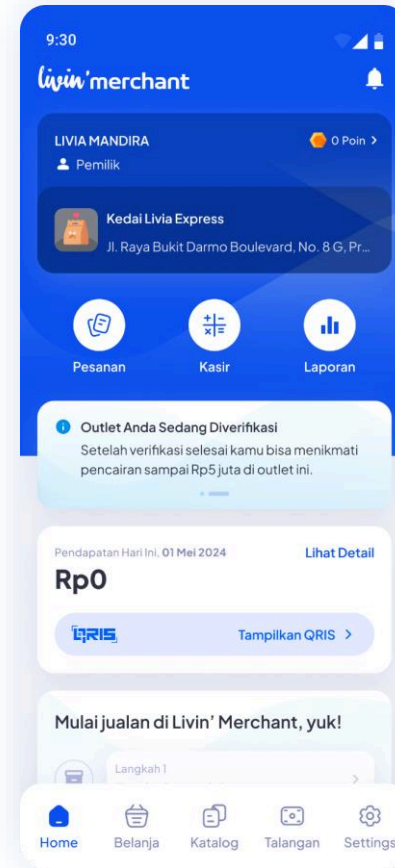 9:30
livin' merchant
LIVIA MANDIRA
0 Poin >
Pemilik
Kedai Livia Express
Jl. Raya Bukit Darmo Boulevard, No. 8 G, Pr...
Pesanan
Kasir
Laporan
Outlet Anda Sedang Diverifikasi
Setelah verifikasi selesai kamu bisa menikmati
pencairan sampai Rp5 juta di outlet ini.
Pendapatan Hari Ini, 01 Mei 2024
Lihat Detail
Rp0
QRIS
Tampilkan QRIS >
Mulai jualan di Livin' Merchant, yuk!
Langkah 1
Home
Belanja
Katalog
Talangan
Settings